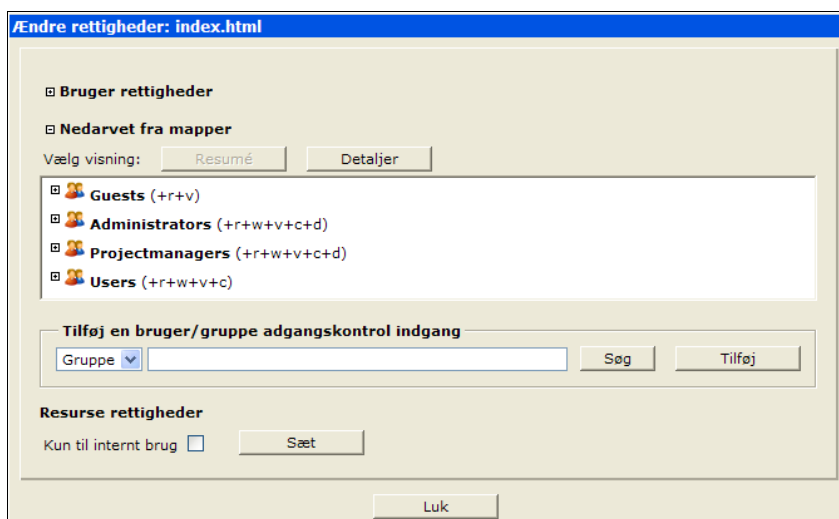 Ændre rettigheder: index.html
Bruger rettigheder
Nedarvet fra mapper
Vælg visning: Resumé Detaljer
Guests (+r+v)
Administrators (+r+w+v+c+d)
Projectmanagers (+r+w+v+c+d)
Users (+r+w+v+c)
Tilføj en bruger/gruppe adgangskontrol indgang
Gruppe Søg Tilføj
Resurse rettigheder
Kun til internt brug Sæt
Luk